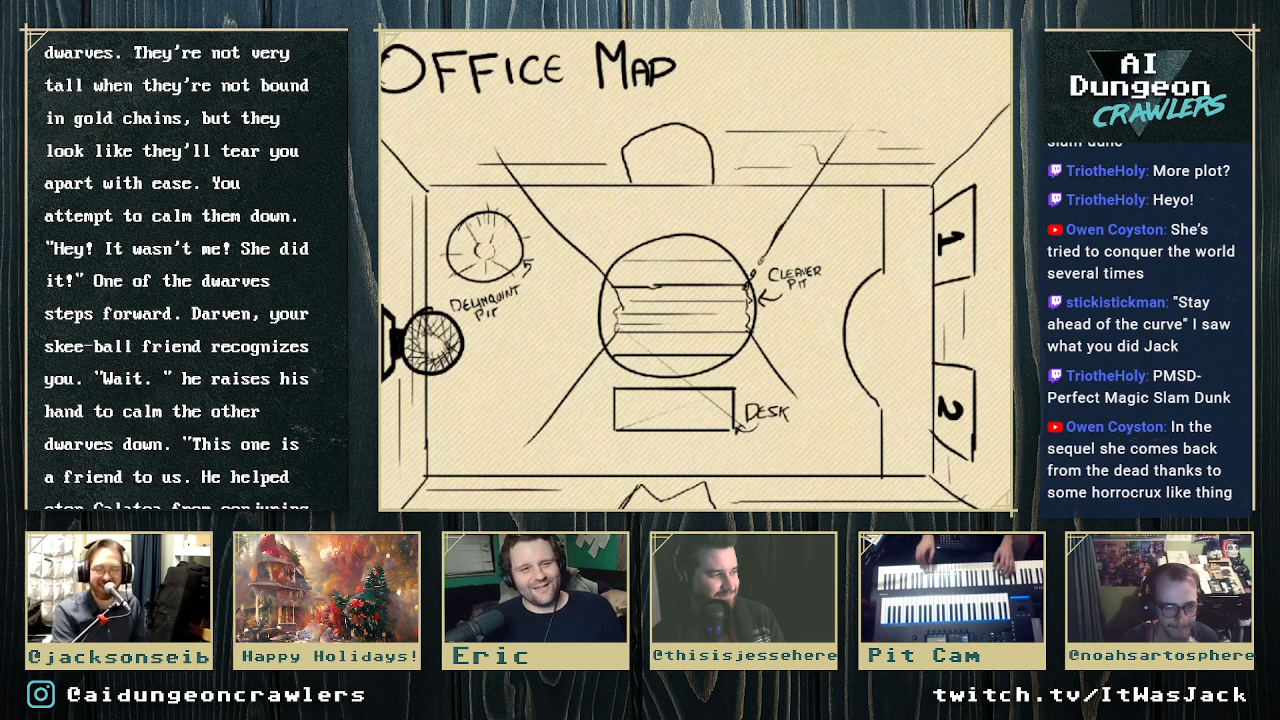 dwarves. They're not very
tall when they're not bound
in gold chains, but they
look like they'll tear you
apart with ease. You
attempt to calm them down.
"Hey! It wasn't me! She did
it!" One of the dwarves
steps forward. Darven, your
skee-ball friend recognizes
you. "Wait. " he raises his
hand to calm the other
dwarves down. "This one is
a friend to us. He helped
OFFICE MAP
DELINQUINT
PIT
CLEANER
PIT
DESK
1
2
AI
Dungeon
CRAWLERS
slam dunc
TriotheHoly: More plot?
TriotheHoly: Heyo!
Owen Coyston: She's
tried to conquer the world
several times
stickistickman: "Stay
ahead of the curve" I saw
what you did Jack
TriotheHoly: PMSD-
Perfect Magic Slam Dunk
Owen Coyston: In the
sequel she comes back
from the dead thanks to
some horrocrux like thing
@jacksonseib
Happy Holidays!
Eric
@thisisjessehere
Pit Cam
@noahsartosphere
@aidungeoncrawlers
twitch.tv/ItWasJack